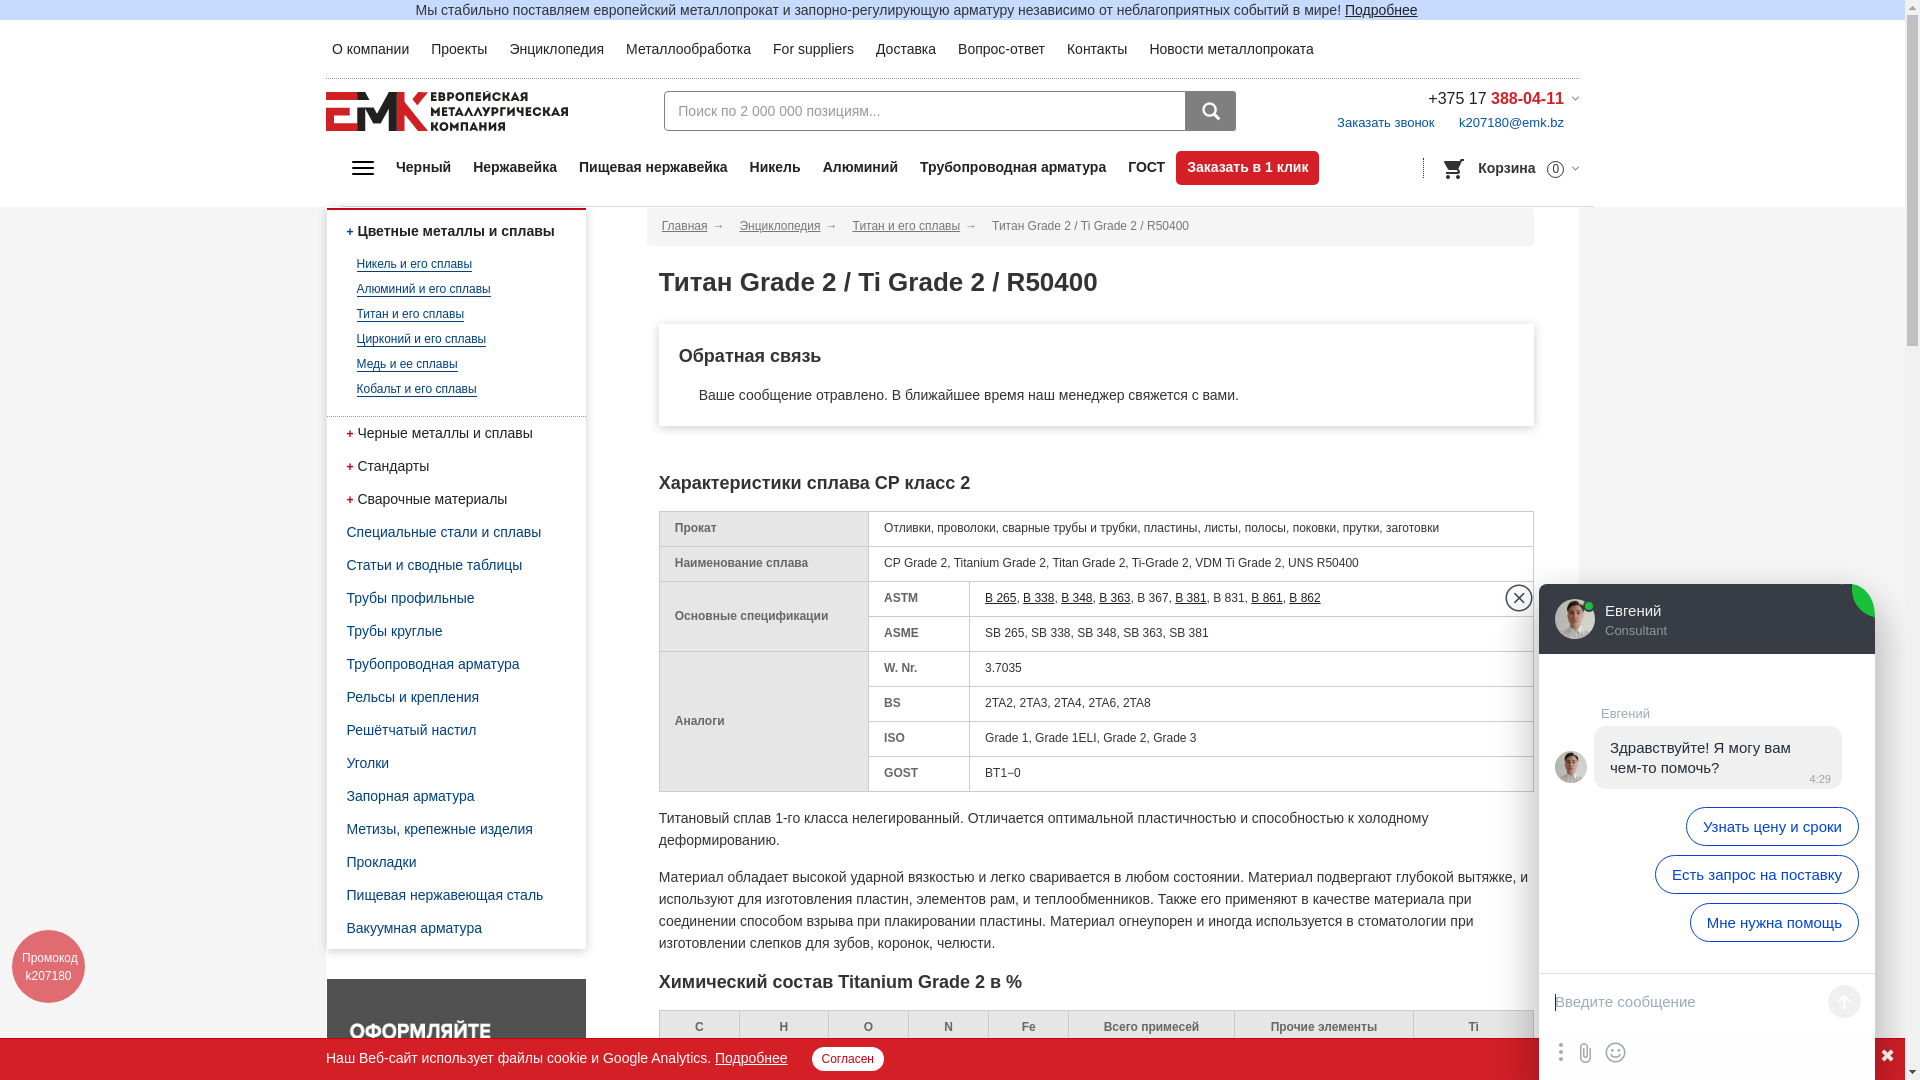 Мы стабильно поставляем европейский металлопрокат и запорно-регулирующую арматуру независимо от неблагоприятных событий в мире! Подробнее
О компании Проекты Энциклопедия Металлообработка For suppliers Доставка Вопрос-ответ Контакты Новости металлопроката
ЕМК ЕВРОПЕЙСКАЯ
МЕТАЛЛУРГИЧЕСКАЯ
КОМПАНИЯ
Поиск по 2 000 000 позициям...
+375 17 388-04-11
Заказать звонок k207180@emk.bz
Черный Нержавейка Пищевая нержавейка Никель Алюминий Трубопроводная арматура ГОСТ Заказать в 1 клик
Корзина 0
+ Цветные металлы и сплавы
Никель и его сплавы
Алюминий и его сплавы
Титан и его сплавы
Цирконий и его сплавы
Медь и ее сплавы
Кобальт и его сплавы
+ Черные металлы и сплавы
+ Стандарты
+ Сварочные материалы
Специальные стали и сплавы
Статьи и сводные таблицы
Трубы профильные
Трубы круглые
Трубопроводная арматура
Рельсы и крепления
Решётчатый настил
Уголки
Запорная арматура
Метизы, крепежные изделия
Прокладки
Пищевая нержавеющая сталь
Вакуумная арматура
ОФОРМЛЯЙТЕ
Промокод
k207180
Главная → Энциклопедия → Титан и его сплавы → Титан Grade 2 / Ti Grade 2 / R50400
Титан Grade 2 / Ti Grade 2 / R50400
Обратная связь
Ваше сообщение отравлено. В ближайшее время наш менеджер свяжется с вами.
Характеристики сплава CP класс 2
Прокат Отливки, проволоки, сварные трубы и трубки, пластины, листы, полосы, поковки, прутки, заготовки
Наименование сплава CP Grade 2, Titanium Grade 2, Titan Grade 2, Ti-Grade 2, VDM Ti Grade 2, UNS R50400
Основные спецификации
ASTM B 265, B 338, B 348, B 363, B 367, B 381, B 831, B 861, B 862
ASME SB 265, SB 338, SB 348, SB 363, SB 381
Аналоги
W. Nr. 3.7035
BS 2TA2, 2TA3, 2TA4, 2TA6, 2TA8
ISO Grade 1, Grade 1ELI, Grade 2, Grade 3
GOST ВТ1−0
Титановый сплав 1-го класса нелегированный. Отличается оптимальной пластичностью и способностью к холодному
деформированию.
Материал обладает высокой ударной вязкостью и легко сваривается в любом состоянии. Материал подвергают глубокой вытяжке, и
используют для изготовления пластин, элементов рам, и теплообменников. Также его применяют в качестве материала при
соединении способом взрыва при плакировании пластины. Материал огнеупорен и иногда используется в стоматологии при
изготовлении слепков для зубов, коронок, челюсти.
Химический состав Titanium Grade 2 в %
C H O N Fe Всего примесей Прочие элементы Ti
Евгений
Consultant
Евгений
Здравствуйте! Я могу вам
чем-то помочь?
4:29
Узнать цену и сроки
Есть запрос на поставку
Мне нужна помощь
Введите сообщение
Наш Веб-сайт использует файлы cookie и Google Analytics. Подробнее Согласен